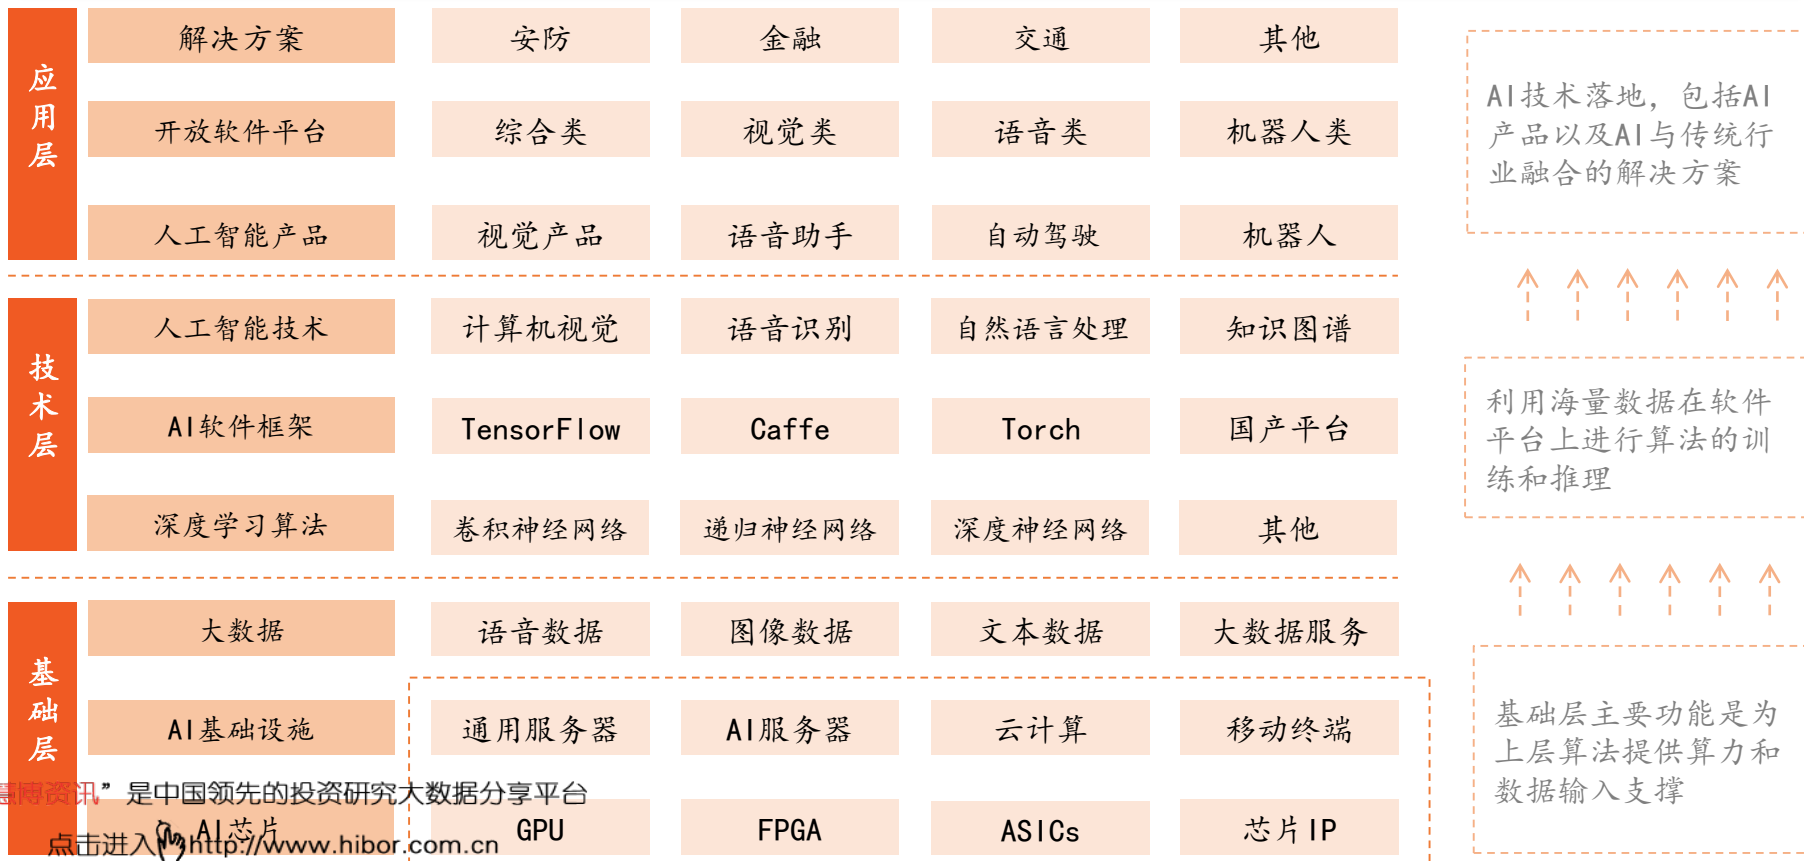 应用层
解决方案 安防 金融 交通 其他
开放软件平台 综合类 视觉类 语音类 机器人类
人工智能产品 视觉产品 语音助手 自动驾驶 机器人
AI技术落地，包括AI
产品以及AI与传统行
业融合的解决方案
技术层
人工智能技术 计算机视觉 语音识别 自然语言处理 知识图谱
AI软件框架 TensorFlow Caffe Torch 国产平台
深度学习算法 卷积神经网络 递归神经网络 深度神经网络 其他
利用海量数据在软件
平台上进行算法的训
练和推理
基础层
大数据 语音数据 图像数据 文本数据 大数据服务
AI基础设施 通用服务器 AI服务器 云计算 移动终端
AI芯片 GPU FPGA ASICs 芯片IP
基础层主要功能是为
上层算法提供算力和
数据输入支撑
慧博资讯”是中国领先的投资研究大数据分享平台
点击进入http://www.hibor.com.cn